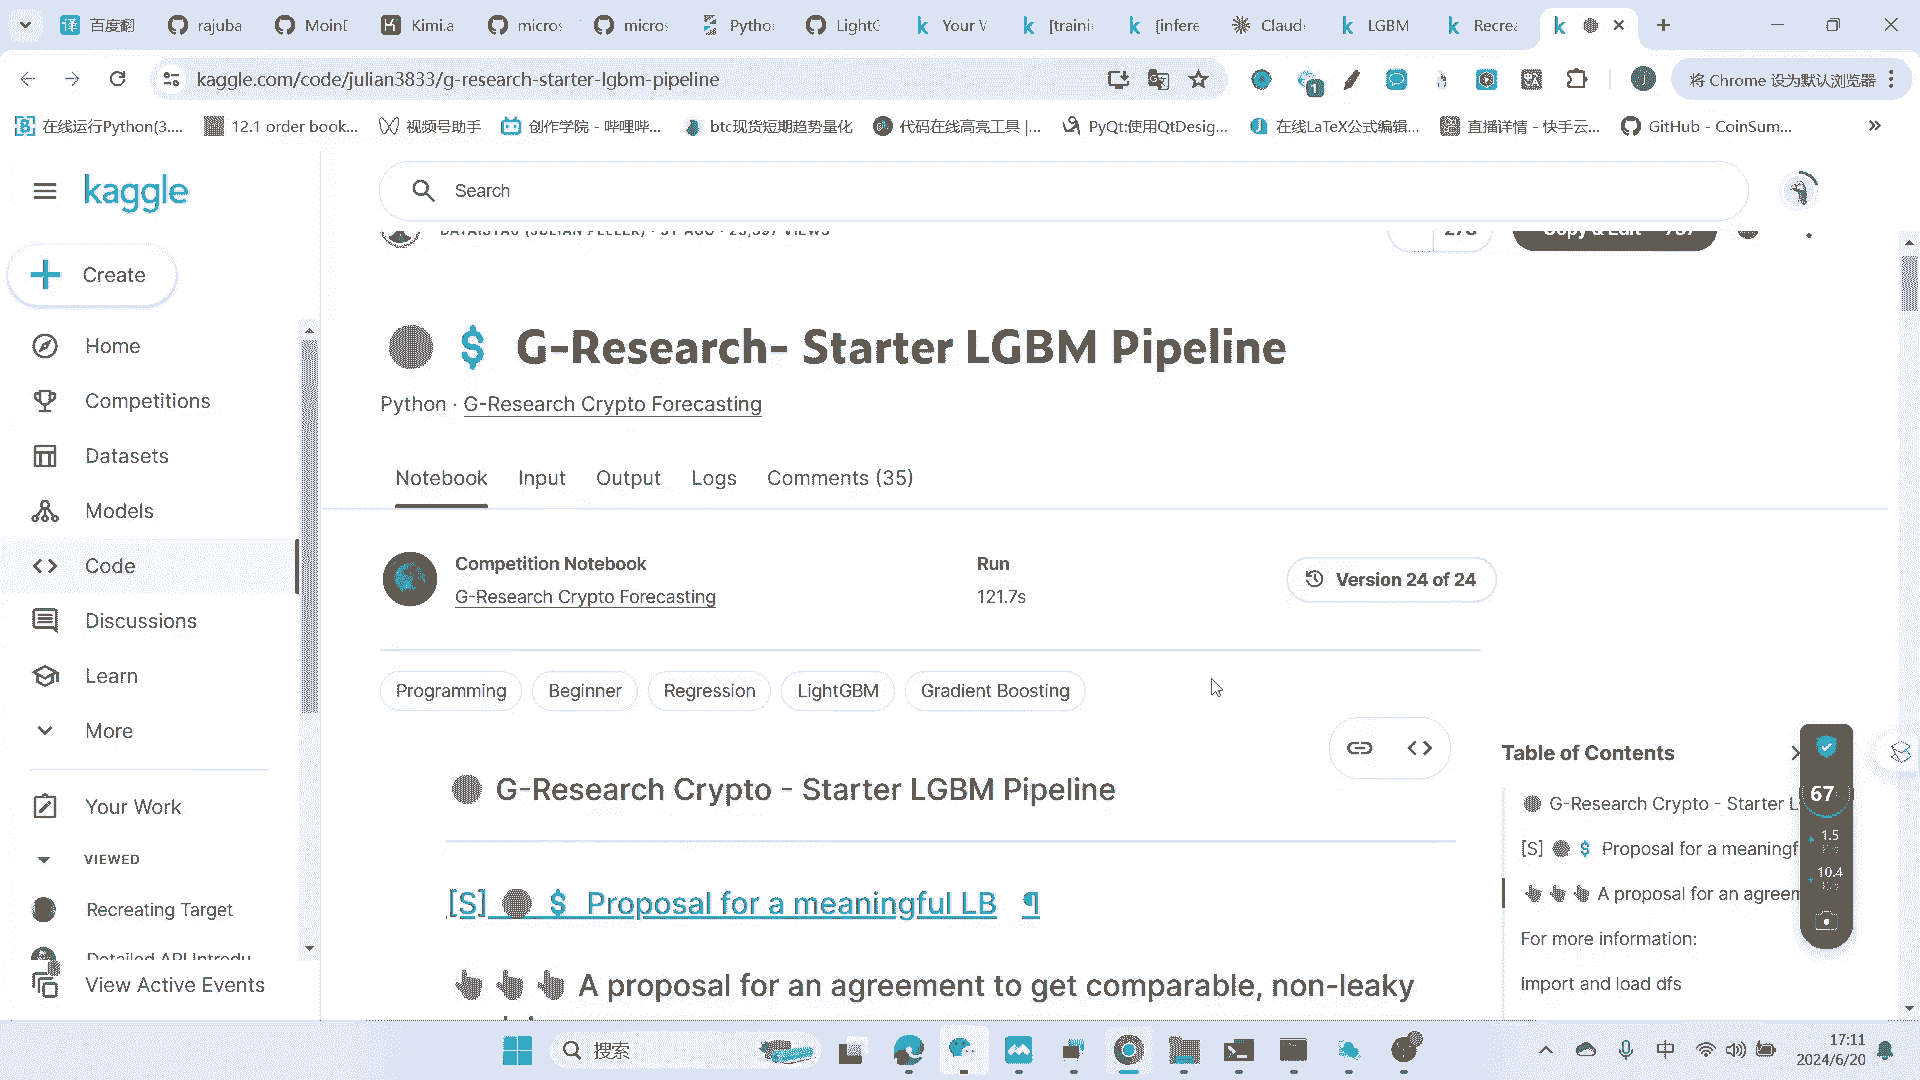 百度翻
rajuba
Moin
Kimi.a
micros
micros
Pytho
Light
Your V
[traini
[infere
Claud
LGBM
Recrea
kaggle.com/code/julian3833/g-research-starter-lgbm-pipeline
1
将 Chrome 设为默认浏览器
在线运行Python(3....
12.1 order book...
视频号助手
创作学院 - 哔哩哔...
btc现货短期趋势量化
代码在线高亮工具 |...
PyQt:使用QtDesig...
在线LaTeX公式编辑...
直播详情 - 快手云...
GitHub - CoinSum...
kaggle
Search
Create
Home
Competitions
Datasets
Models
Code
Discussions
Learn
More
Your Work
VIEWED
Recreating Target
Detailed API Introdu
View Active Events
$ G-Research- Starter LGBM Pipeline
Python · G-Research Crypto Forecasting
Notebook
Input
Output
Logs
Comments (35)
Competition Notebook
G-Research Crypto Forecasting
Run
121.7s
Version 24 of 24
Programming
Beginner
Regression
LightGBM
Gradient Boosting
G-Research Crypto - Starter LGBM Pipeline
[S] $ Proposal for a meaningful LB ¶
A proposal for an agreement to get comparable, non-leaky
Table of Contents
G-Research Crypto - Starter L
[S] $ Proposal for a meaningf
A proposal for an agreem
For more information:
Import and load dfs
67
1.5
10.4
搜索
中
17:11
2024/6/20